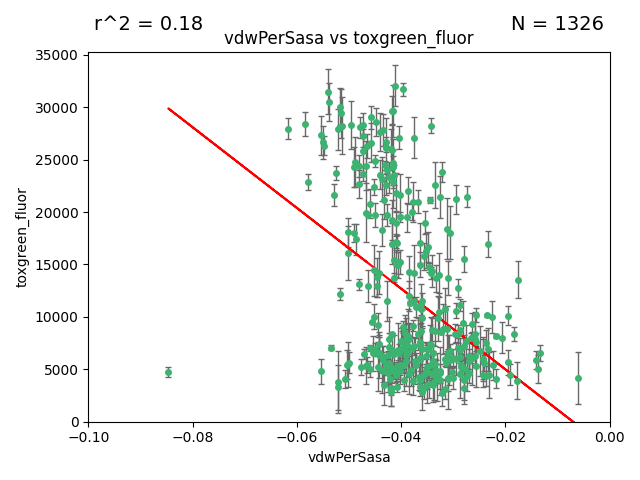 r^2 = 0.18
N = 1326
vdwPerSasa vs toxgreen_fluor
35000
30000
25000
20000
15000
10000
5000
0
toxgreen_fluor
−0.10
−0.08
−0.06
−0.04
−0.02
0.00
vdwPerSasa